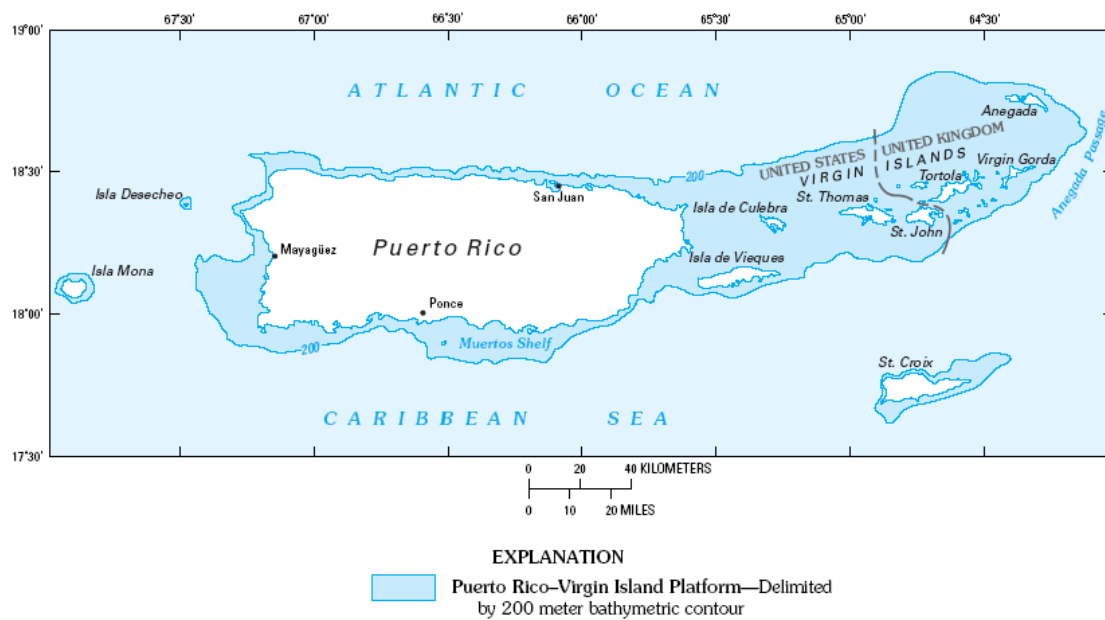 67°30' 67°00' 66°30' 66°00' 65°30' 65°00' 64°30'
19°00'
ATLANTIC OCEAN
Anegada
Anegada Passage
UNITED STATES
UNITED KINGDOM
VIRGIN ISLANDS
18°30'
200
Virgin Gorda
Tortola
Isla Desecheo
San Juan
St. Thomas
Isla de Culebra
St. John
Puerto Rico
Mayagüez
Isla de Vieques
Isla Mona
18°00'
Ponce
200
Muertos Shelf
St. Croix
CARIBBEAN SEA
17°30'
0 20 40 KILOMETERS
0 10 20 MILES
EXPLANATION
Puerto Rico–Virgin Island Platform—Delimited
by 200 meter bathymetric contour